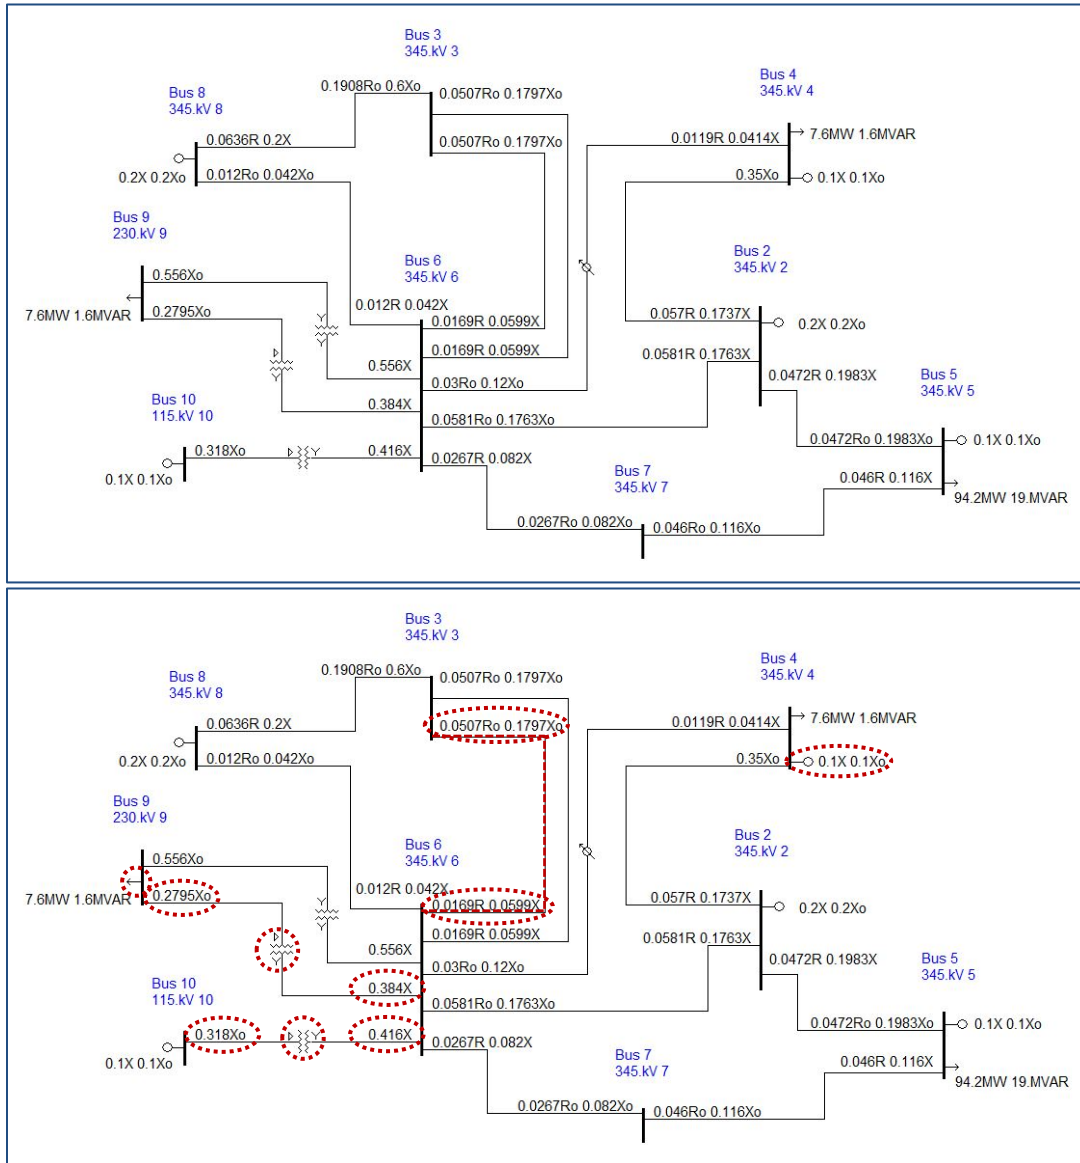 Bus 3
345.kV 3
0.1908Ro 0.6Xo
0.0507Ro 0.1797Xo
Bus 4
345.kV 4
Bus 8
345.kV 8
0.0636R 0.2X
0.0507Ro 0.1797Xo
0.0119R 0.0414X
7.6MW 1.6MVAR
0.2X 0.2Xo
0.012Ro 0.042Xo
0.35Xo
0.1X 0.1Xo
Bus 9
230.kV 9
Bus 6
345.kV 6
Bus 2
345.kV 2
0.556Xo
7.6MW 1.6MVAR
0.2795Xo
0.012R 0.042X
0.0169R 0.0599X
0.057R 0.1737X
0.2X 0.2Xo
0.0169R 0.0599X
0.0581R 0.1763X
0.556X
0.384X
0.03Ro 0.12Xo
0.0472R 0.1983X
Bus 5
345.kV 5
Bus 10
115.kV 10
0.0581Ro 0.1763Xo
0.318Xo
0.416X
0.0267R 0.082X
0.1X 0.1Xo
0.0472Ro 0.1983Xo
0.1X 0.1Xo
Bus 7
345.kV 7
0.046R 0.116X
94.2MW 19.MVAR
0.0267Ro 0.082Xo
0.046Ro 0.116Xo
Bus 3
345.kV 3
0.1908Ro 0.6Xo
0.0507Ro 0.1797Xo
Bus 4
345.kV 4
Bus 8
345.kV 8
0.0636R 0.2X
0.0507Ro 0.1797Xo
0.0119R 0.0414X
7.6MW 1.6MVAR
0.2X 0.2Xo
0.012Ro 0.042Xo
0.35Xo
0.1X 0.1Xo
Bus 9
230.kV 9
Bus 6
345.kV 6
Bus 2
345.kV 2
0.556Xo
7.6MW 1.6MVAR
0.2795Xo
0.012R 0.042X
0.0169R 0.0599X
0.057R 0.1737X
0.2X 0.2Xo
0.0169R 0.0599X
0.0581R 0.1763X
0.556X
0.384X
0.03Ro 0.12Xo
0.0472R 0.1983X
Bus 5
345.kV 5
Bus 10
115.kV 10
0.0581Ro 0.1763Xo
0.318Xo
0.416X
0.0267R 0.082X
0.1X 0.1Xo
0.0472Ro 0.1983Xo
0.1X 0.1Xo
Bus 7
345.kV 7
0.046R 0.116X
94.2MW 19.MVAR
0.0267Ro 0.082Xo
0.046Ro 0.116Xo